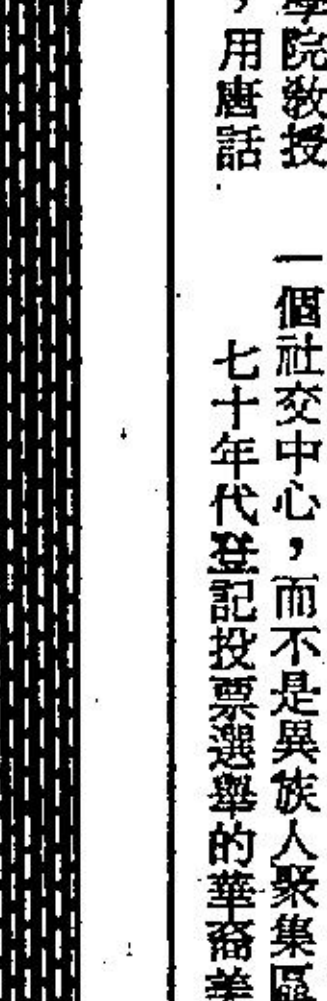 學院教授
，用唐話
一個社交中心，而不是異族人聚集區
七十年代登記投票選舉的華裔美